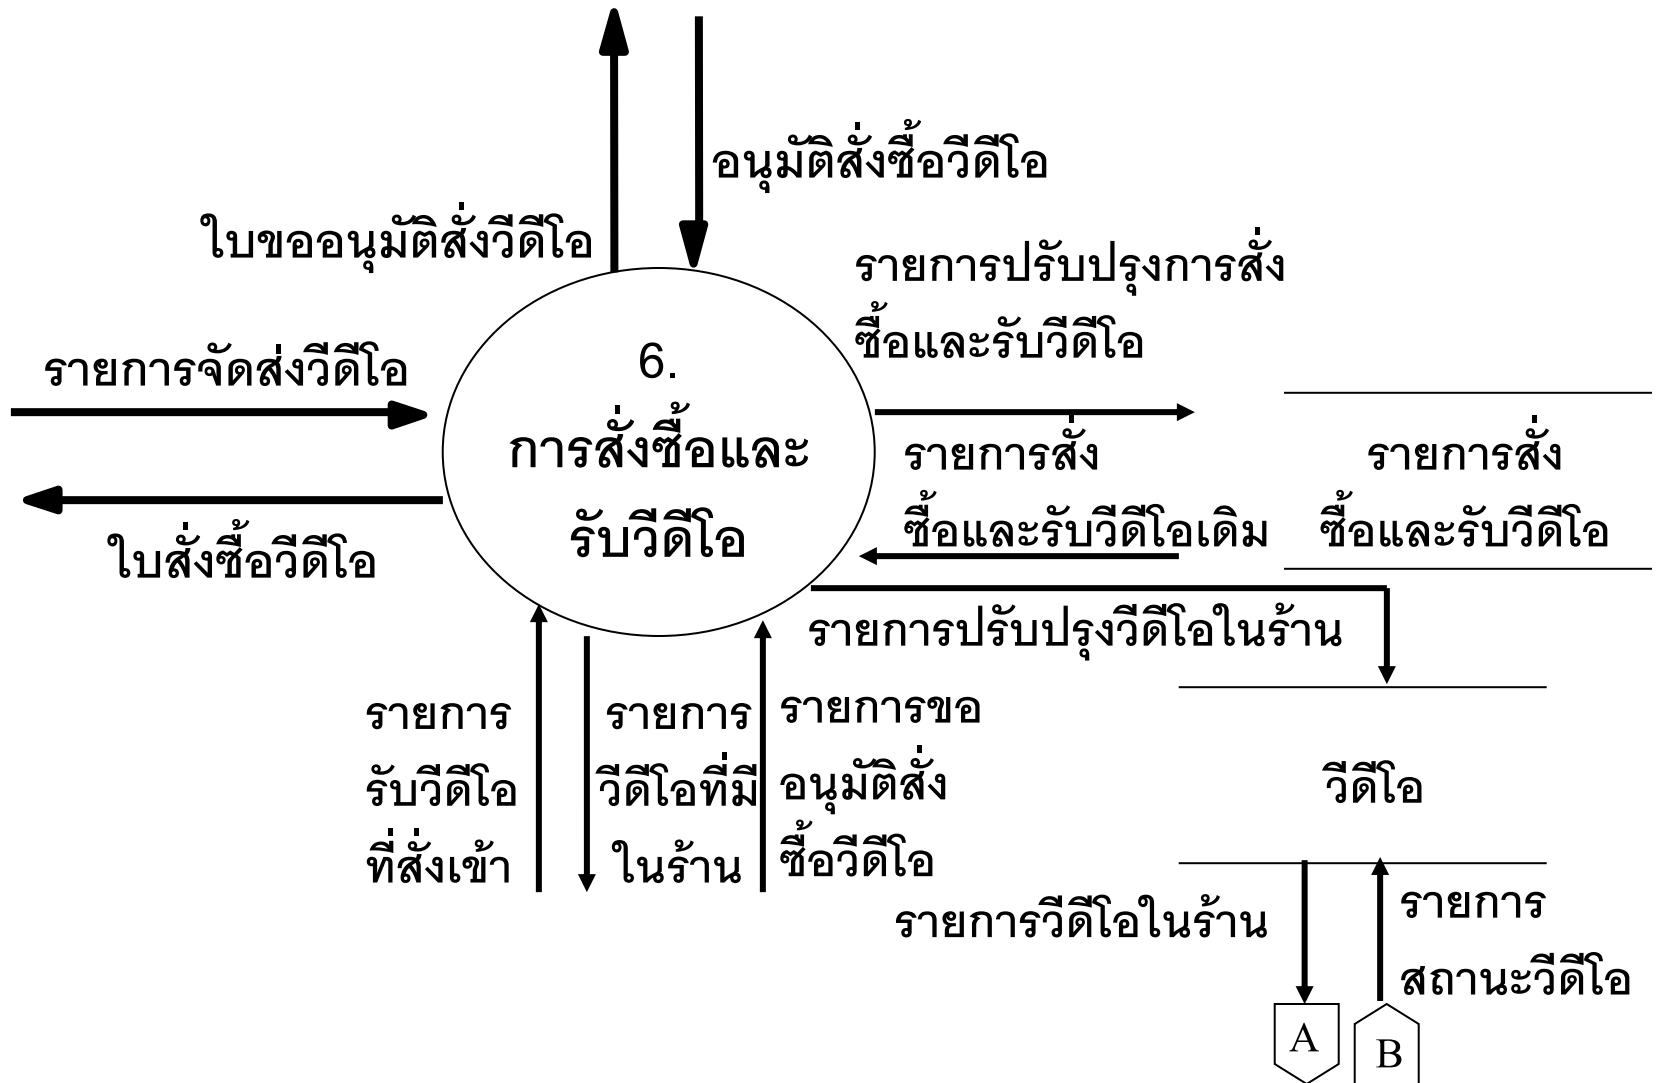 อนุมัติสั่งซื้อวีดีโอ
ใบขออนุมัติสั่งวีดีโอ
รายการปรับปรุงการสั่ง
ซื้อและรับวีดีโอ
รายการจัดส่งวีดีโอ
6.
การสั่งซื้อและ
รับวีดีโอ
รายการสั่ง
ซื้อและรับวีดีโอเดิม
รายการสั่ง
ซื้อและรับวีดีโอ
ใบสั่งซื้อวีดีโอ
รายการปรับปรุงวีดีโอในร้าน
รายการ
รับวีดีโอ
ที่สั่งเข้า
รายการ
วีดีโอที่มี
ในร้าน
รายการขอ
อนุมัติสั่ง
ซื้อวีดีโอ
วีดีโอ
รายการวีดีโอในร้าน
รายการ
สถานะวีดีโอ
A
B